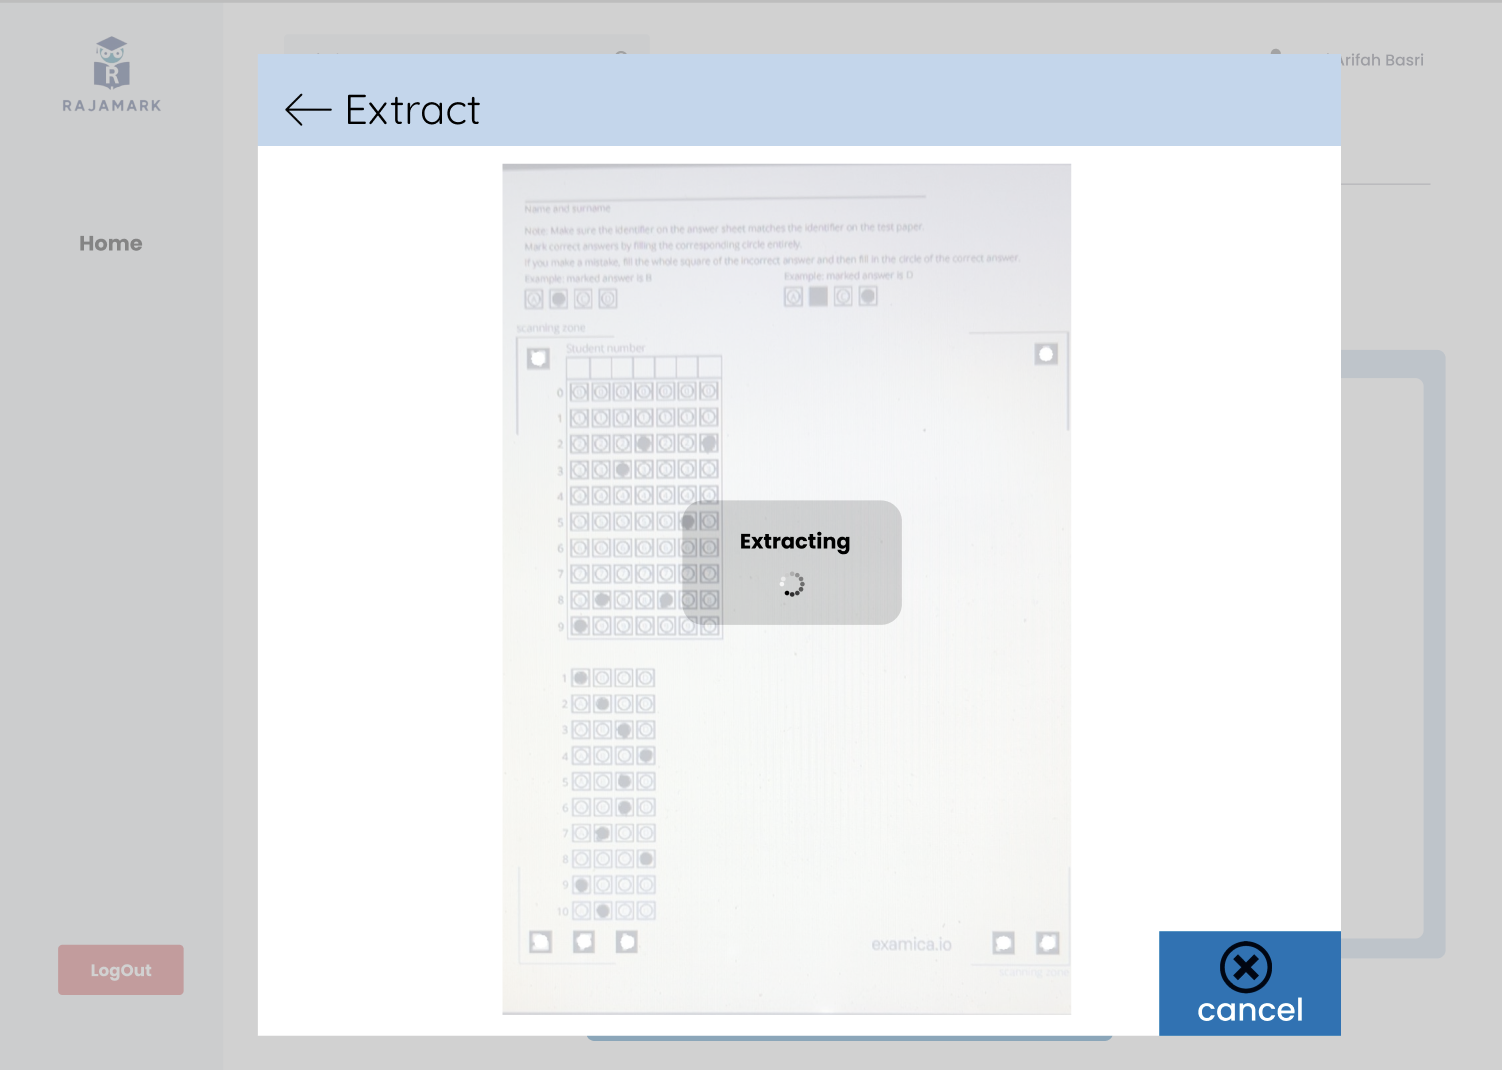 RAJAMARK
Arifah Basri
Extract
Home
Name and surname
Note: Make sure the identifier on the answer sheet matches the identifier on the test paper.
Mark correct answers by filling the corresponding circle entirely.
If you make a mistake, fill the whole square of the incorrect answer and then fill in the circle of the correct answer.
Example: marked answer is B
Example: marked answer is D
scanning zone
Student number
0
1
2
3
4
5
6
7
8
9
Extracting
1
2
3
4
5
6
7
8
9
10
examica.io
scanning zone
LogOut
cancel